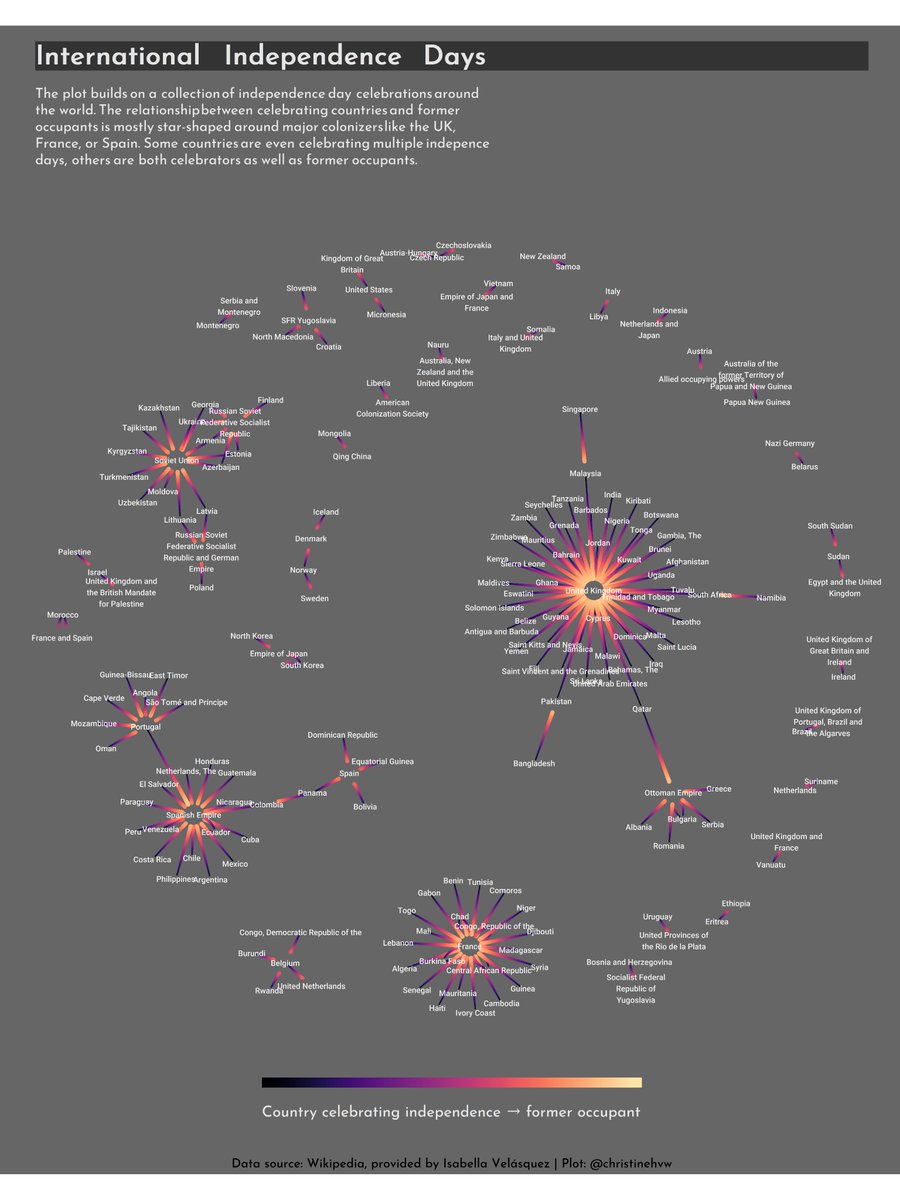 International Independence Days
The plot builds on a collection of independence day celebrations around
the world. The relationship between celebrating countries and former
occupants is mostly star-shaped around major colonizers like the UK,
France, or Spain. Some countries are even celebrating multiple indepence
days, others are both celebrators as well as former occupants.
Czechoslovakia
Austria-Hungary
Czech Republic
Kingdom of Great
Britain
New Zealand
Samoa
Slovenia
United States
Vietnam
Empire of Japan and
France
Italy
Serbia and
Montenegro
Montenegro
Micronesia
Libya
Indonesia
Netherlands and
Japan
SFR Yugoslavia
North Macedonia
Croatia
Somalia
Italy and United
Kingdom
Nauru
Australia, New
Zealand and the
United Kingdom
Austria
Allied occupying powers
Australia of the
former Territory of
Papua and New Guinea
Papua New Guinea
Liberia
American
Colonization Society
Kazakhstan
Georgia
Finland
Russian Soviet
Federative Socialist
Republic
Ukraine
Tajikistan
Armenia
Kyrgyzstan
Estonia
Soviet Union
Azerbaijan
Turkmenistan
Moldova
Uzbekistan
Latvia
Lithuania
Mongolia
Qing China
Singapore
Malaysia
Nazi Germany
Belarus
Russian Soviet
Federative Socialist
Republic and German
Empire
Poland
Iceland
Denmark
Norway
Sweden
India
Kiribati
Tanzania
Seychelles
Barbados
Botswana
Zambia
Grenada
Nigeria
Tonga
Zimbabwe
Mauritius
Jordan
Gambia, The
Brunei
Kenya
Sierra Leone
Bahrain
Kuwait
Afghanistan
Uganda
Maldives
Ghana
Eswatini
United Kingdom
Tuvalu
Trinidad and Tobago
South Africa
Namibia
Solomon Islands
Myanmar
Belize
Guyana
Cyprus
Lesotho
Antigua and Barbuda
Dominica
Malta
Saint Kitts and Nevis
Saint Lucia
Yemen
Jamaica
Malawi
Iraq
Fiji
Saint Vincent and the Grenadines
Bahamas, The
Sri Lanka
United Arab Emirates
Pakistan
Qatar
Bangladesh
South Sudan
Sudan
Egypt and the United
Kingdom
Palestine
Israel
United Kingdom and
the British Mandate
for Palestine
Morocco
France and Spain
North Korea
Empire of Japan
South Korea
United Kingdom of
Great Britain and
Ireland
Ireland
Guinea-Bissau
East Timor
Angola
Cape Verde
São Tomé and Príncipe
Mozambique
Portugal
Oman
United Kingdom of
Portugal, Brazil and
the Algarves
Brazil
Dominican Republic
Equatorial Guinea
Spain
Panama
Colombia
Bolivia
Honduras
Netherlands, The
Guatemala
El Salvador
Paraguay
Nicaragua
Spanish Empire
Peru
Venezuela
Ecuador
Cuba
Costa Rica
Chile
Mexico
Philippines
Argentina
Ottoman Empire
Greece
Bulgaria
Albania
Serbia
Romania
Suriname
Netherlands
United Kingdom and
France
Vanuatu
Benin
Tunisia
Gabon
Comoros
Togo
Chad
Niger
Mali
Congo, Republic of the
Djibouti
Lebanon
France
Madagascar
Burkina Faso
Algeria
Central African Republic
Syria
Senegal
Mauritania
Guinea
Haiti
Cambodia
Ivory Coast
Ethiopia
Eritrea
Uruguay
United Provinces of
the Rio de la Plata
Congo, Democratic Republic of the
Burundi
Belgium
Rwanda
United Netherlands
Bosnia and Herzegovina
Socialist Federal
Republic of
Yugoslavia
Country celebrating independence → former occupant
Data source: Wikipedia, provided by Isabella Velásquez | Plot: @christinehvw